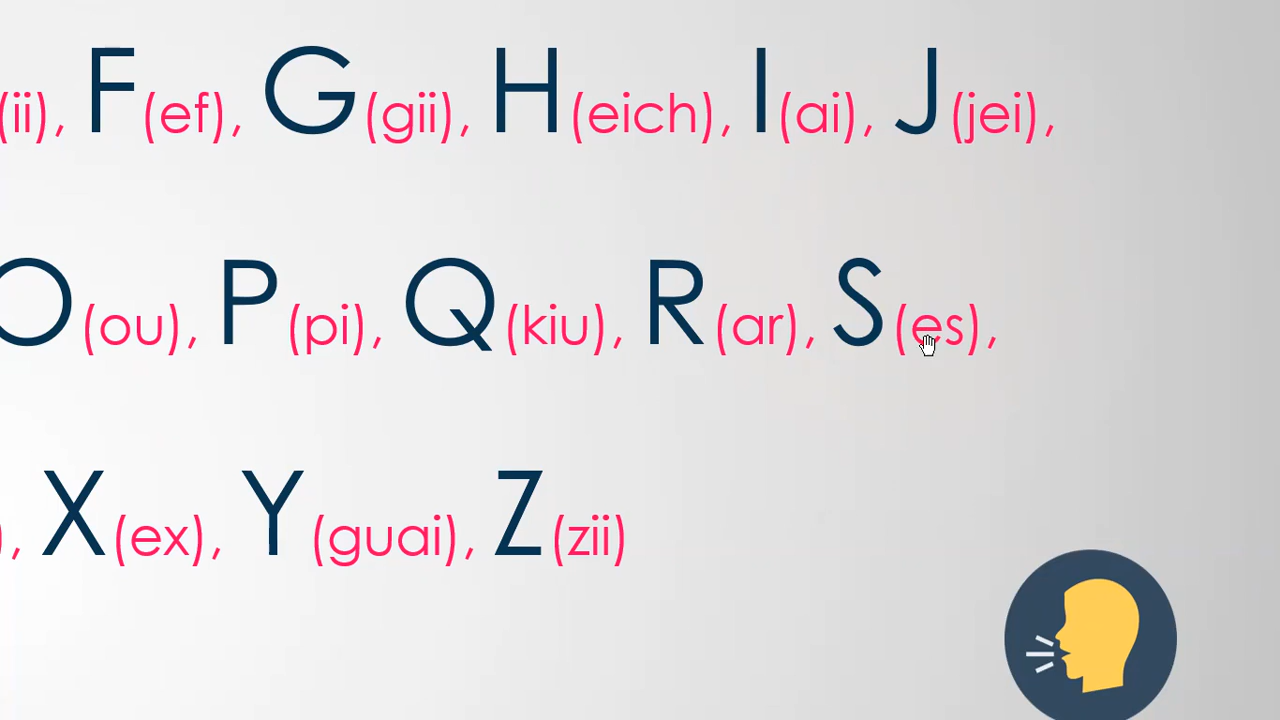 (ii), F(ef), G(gii), H(eich), I(ai), J(jei),
O(ou), P(pi), Q(kiu), R(ar), S(es),
), X(ex), Y(guai), Z(zii)